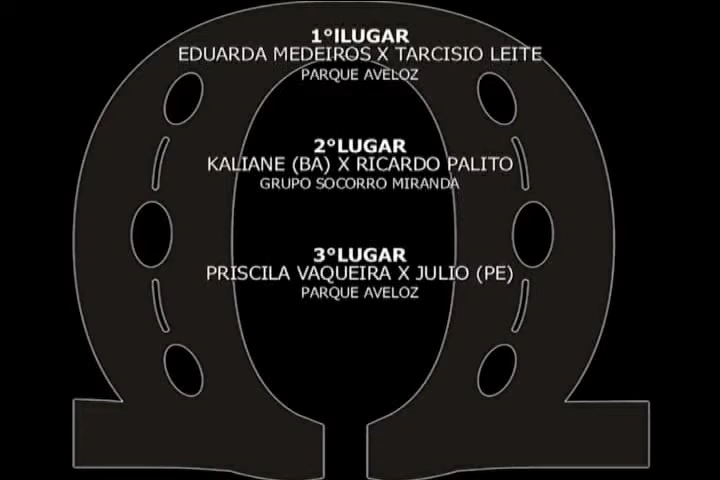 1°ILUGAR
EDUARDA MEDEIROS X TARCISIO LEITE
PARQUE AVELOZ
2°LUGAR
KALIANE (BA) X RICARDO PALITO
GRUPO SOCORRO MIRANDA
3°LUGAR
PRISCILA VAQUEIRA X JULIO (PE)
PARQUE AVELOZ